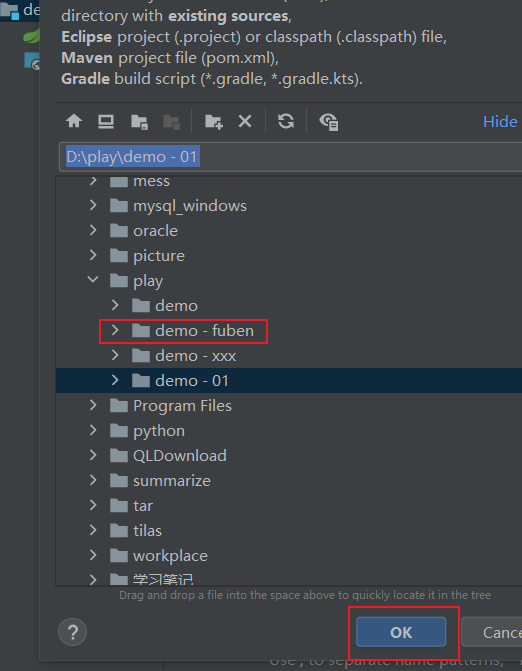 de
directory with existing sources,
Eclipse project (.project) or classpath (.classpath) file,
Maven project file (pom.xml),
Gradle build script (*.gradle, *.gradle.kts).
Hide
D:\play\demo - 01
mess
mysql_windows
oracle
picture
play
demo
demo - fuben
demo - xxx
demo - 01
Program Files
python
QLDownload
summarize
tar
tilas
workplace
学习笔记
Drag and drop a file into the space above to quickly locate it in the tree
?
OK
Cance
Use , to separate name patterns,